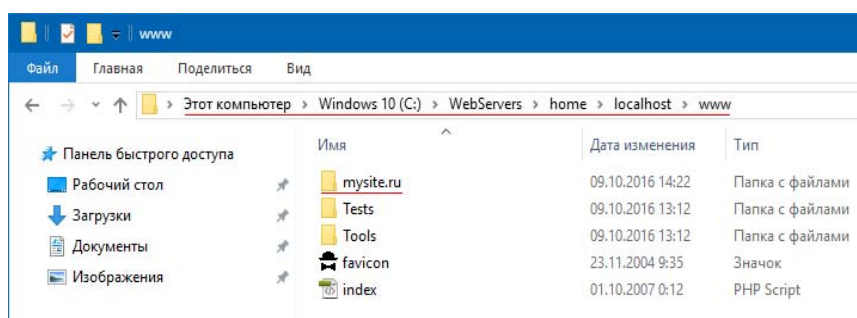 www
Файл Главная Поделиться Вид
Этот компьютер > Windows 10 (C:) > WebServers > home > localhost > www
Имя Дата изменения Тип
Панель быстрого доступа
mysite.ru 09.10.2016 14:22 Папка с файлами
Рабочий стол
Tests 09.10.2016 13:12 Папка с файлами
Загрузки
Tools 09.10.2016 13:12 Папка с файлами
Документы
favicon 23.11.2004 9:35 Значок
Изображения
index 01.10.2007 0:12 PHP Script